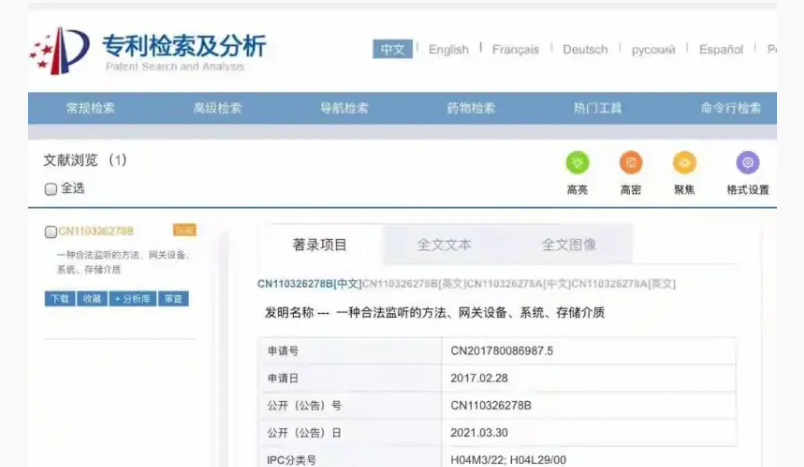 专利检索及分析
Patent Search and Analysis
中文 English Français Deutsch русский Español
常规检索 高级检索 导航检索 药物检索 热门工具 命令行检索
文献浏览 (1)
全选
高亮 高密 聚焦 格式设置
CN110326278B
一种合法监听的方法、网关设备、
系统、存储介质
下载 收藏 + 分析库 审查
著录项目 全文文本 全文图像
CN110326278B[中文]CN110326278B[英文]CN110326278A[中文]CN110326278A[英文]
发明名称 --- 一种合法监听的方法、网关设备、系统、存储介质
申请号 CN201780086987.5
申请日 2017.02.28
公开（公告）号 CN110326278B
公开（公告）日 2021.03.30
IPC分类号 H04M3/22; H04L29/00